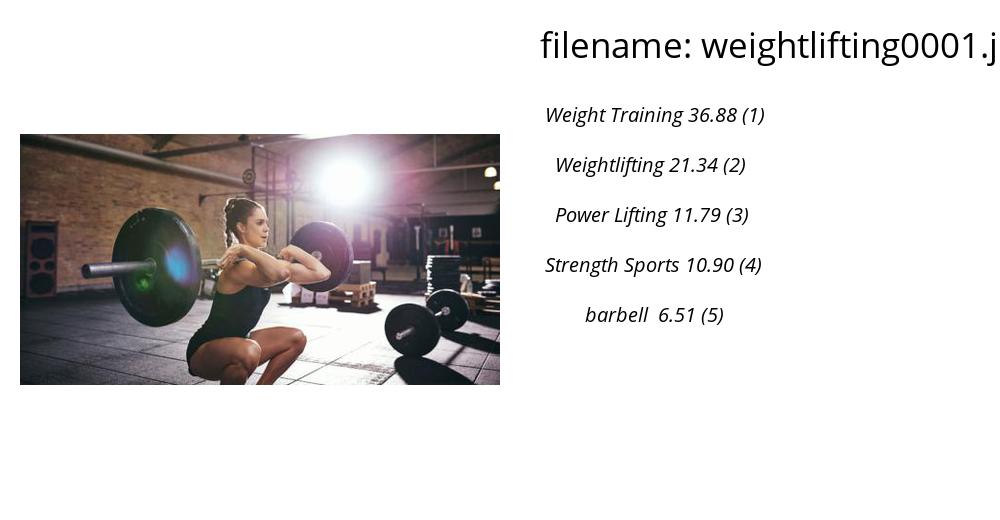 filename: weightlifting0001.j
Weight Training 36.88 (1)
Weightlifting 21.34 (2)
Power Lifting 11.79 (3)
Strength Sports 10.90 (4)
barbell  6.51 (5)